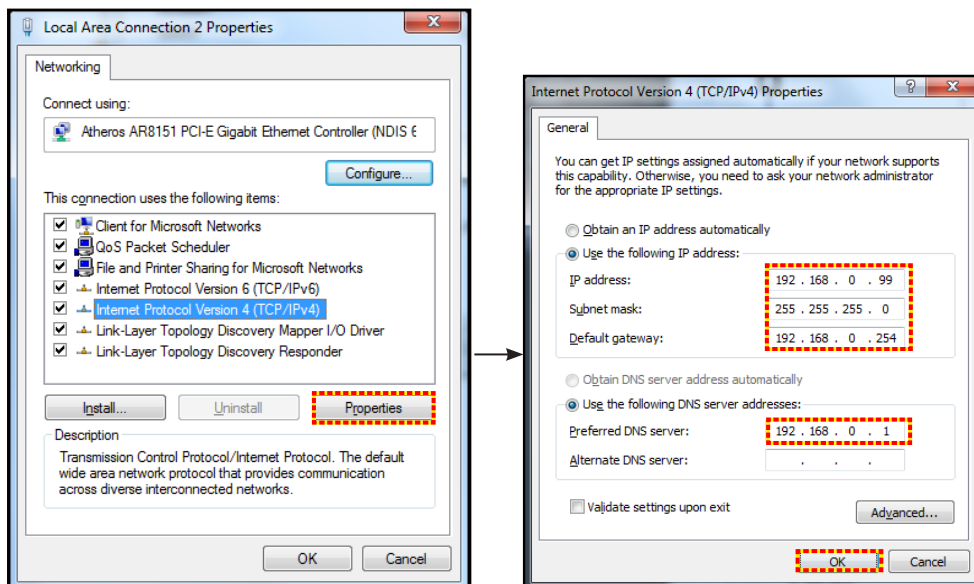 Local Area Connection 2 Properties
Networking
Connect using:
Atheros AR8151 PCI-E Gigabit Ethernet Controller (NDIS 6
Configure...
This connection uses the following items:
Client for Microsoft Networks
QoS Packet Scheduler
File and Printer Sharing for Microsoft Networks
Internet Protocol Version 6 (TCP/IPv6)
Internet Protocol Version 4 (TCP/IPv4)
Link-Layer Topology Discovery Mapper I/O Driver
Link-Layer Topology Discovery Responder
Install...
Uninstall
Properties
Description
Transmission Control Protocol/Internet Protocol. The default
wide area network protocol that provides communication
across diverse interconnected networks.
OK
Cancel
Internet Protocol Version 4 (TCP/IPv4) Properties
General
You can get IP settings assigned automatically if your network supports
this capability. Otherwise, you need to ask your network administrator
for the appropriate IP settings.
Obtain an IP address automatically
Use the following IP address:
IP address: 192 . 168 . 0 . 99
Subnet mask: 255 . 255 . 255 . 0
Default gateway: 192 . 168 . 0 . 254
Obtain DNS server address automatically
Use the following DNS server addresses:
Preferred DNS server: 192 . 168 . 0 . 1
Alternate DNS server: . . .
Validate settings upon exit
Advanced...
OK
Cancel